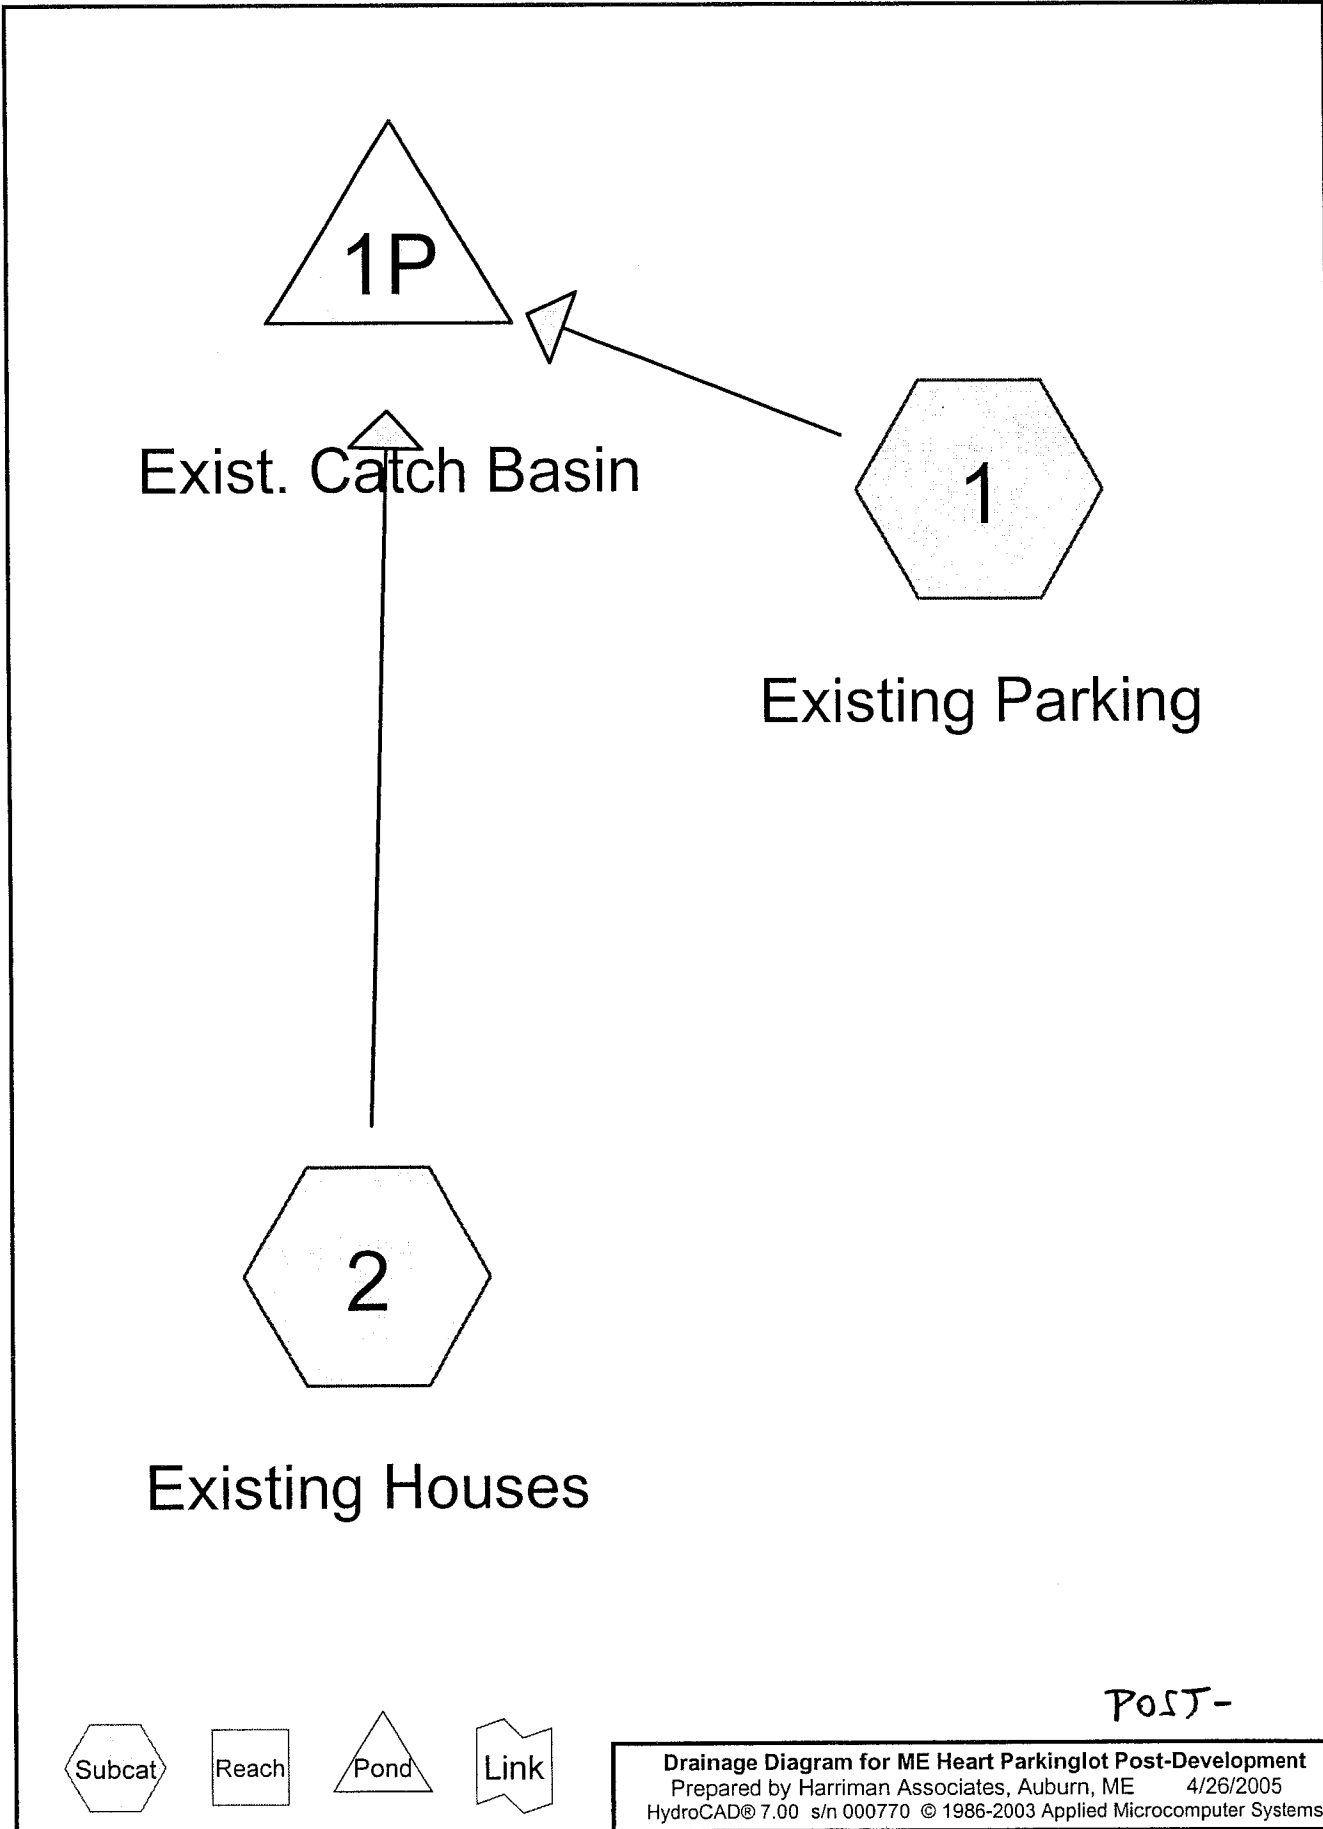 1P
Exist. Catch Basin
1
Existing Parking
2
Existing Houses
POST-
Subcat
Reach
Pond
Link
Drainage Diagram for ME Heart Parkinglot Post-Development
Prepared by Harriman Associates, Auburn, ME 4/26/2005
HydroCAD® 7.00 s/n 000770 © 1986-2003 Applied Microcomputer Systems